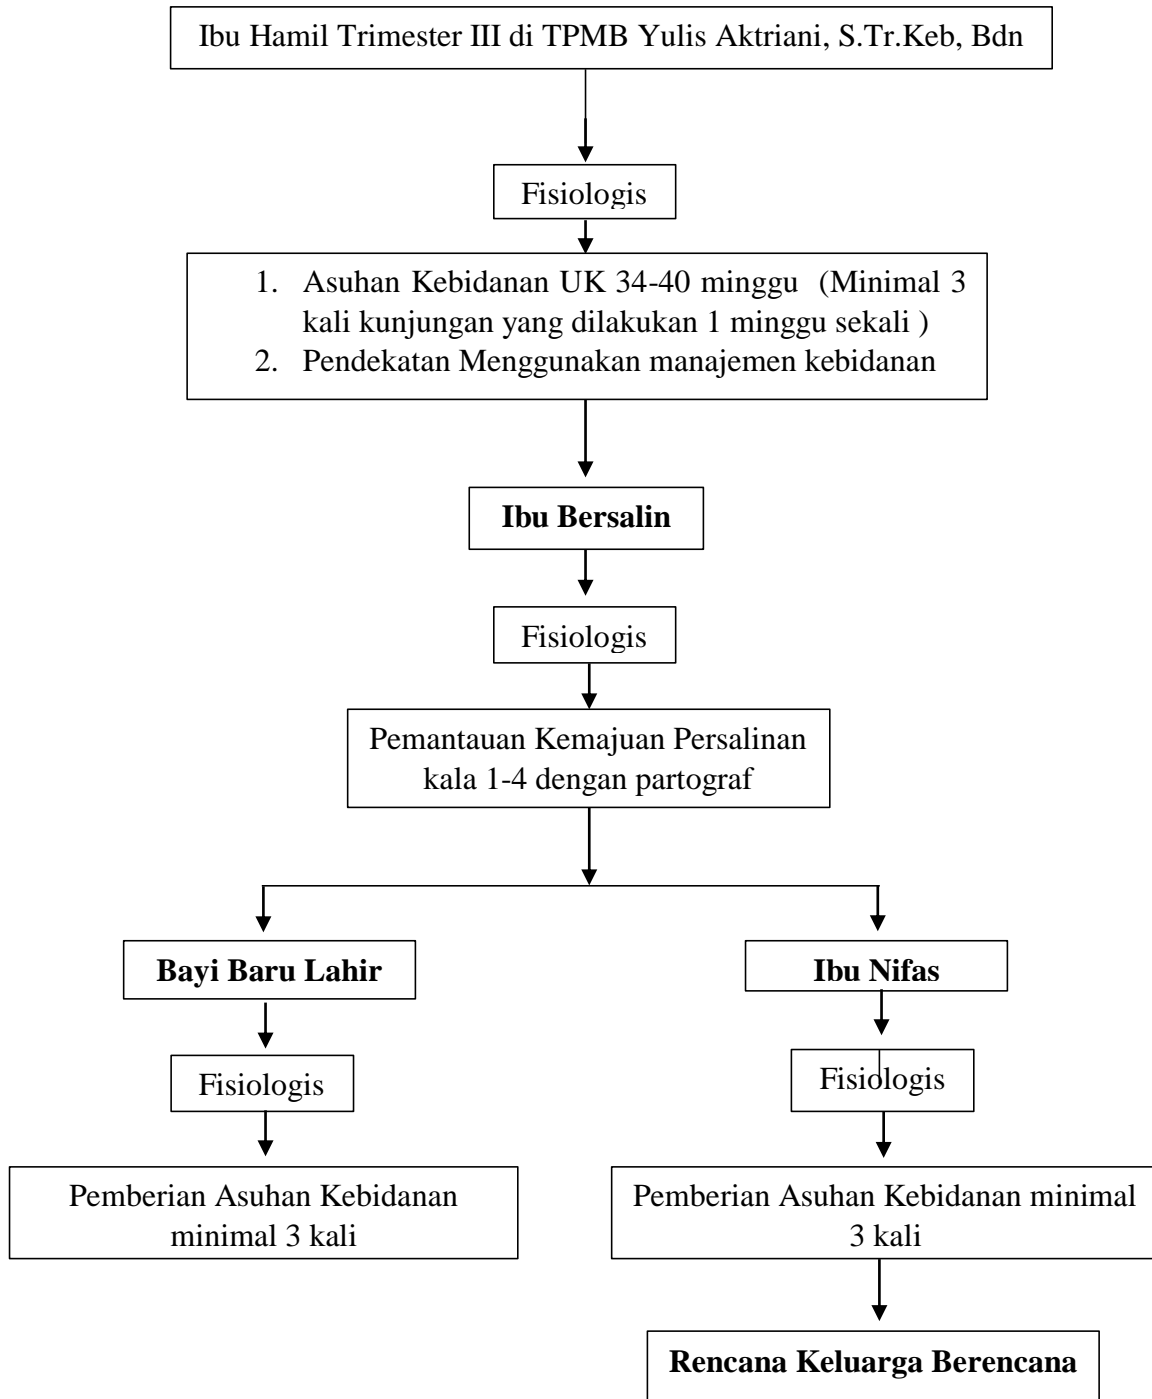 Ibu Hamil Trimester III di TPMB Yulis Aktriani, S.Tr.Keb, Bdn
Fisiologis
1. Asuhan Kebidanan UK 34-40 minggu (Minimal 3
kali kunjungan yang dilakukan 1 minggu sekali )
2. Pendekatan Menggunakan manajemen kebidanan
Ibu Bersalin
Fisiologis
Pemantauan Kemajuan Persalinan
kala 1-4 dengan partograf
Bayi Baru Lahir
Ibu Nifas
Fisiologis
Fisiologis
Pemberian Asuhan Kebidanan
minimal 3 kali
Pemberian Asuhan Kebidanan minimal
3 kali
Rencana Keluarga Berencana